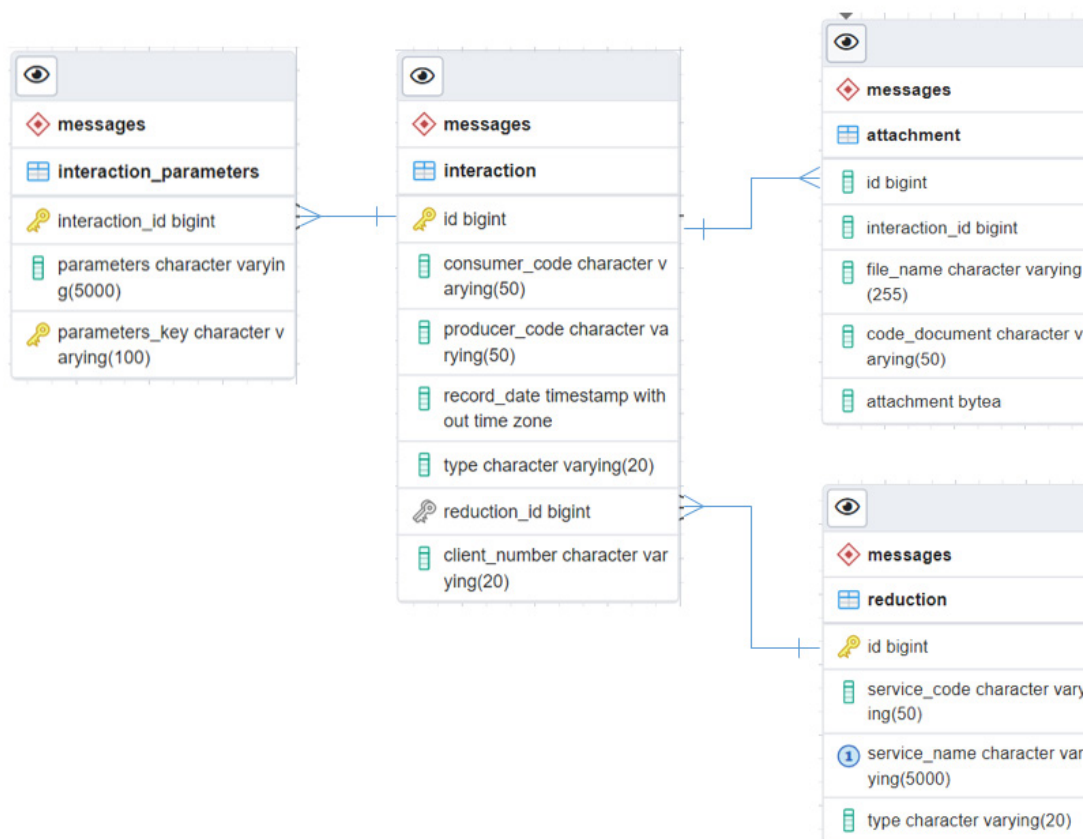 messages
interaction_parameters
interaction_id bigint
parameters character varyin
g(5000)
parameters_key character v
arying(100)
messages
interaction
id bigint
consumer_code character v
arying(50)
producer_code character va
rying(50)
record_date timestamp with
out time zone
type character varying(20)
reduction_id bigint
client_number character var
ying(20)
messages
attachment
id bigint
interaction_id bigint
file_name character varying
(255)
code_document character v
arying(50)
attachment bytea
messages
reduction
id bigint
service_code character vary
ing(50)
1 service_name character var
ying(5000)
type character varying(20)